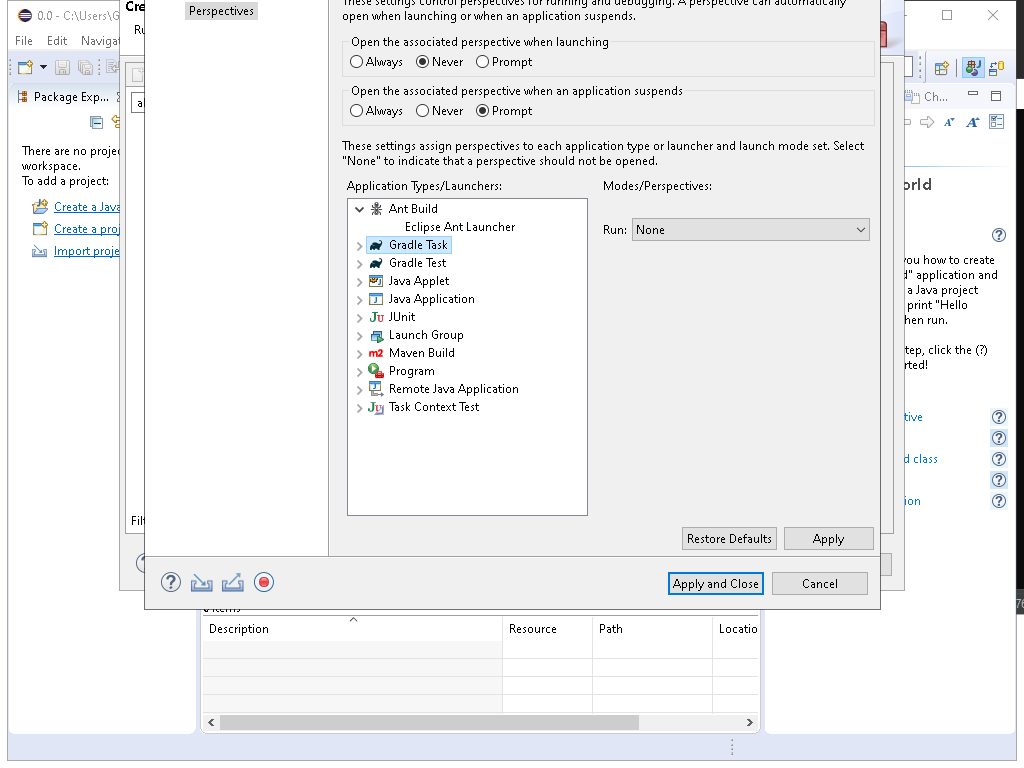 0.0 - C:\Users\G
Cre
Perspectives
These settings control perspectives for running and debugging. A perspective can automatically
open when launching or when an application suspends.
File Edit Naviga
Ru
Open the associated perspective when launching
Always Never Prompt
Open the associated perspective when an application suspends
Always Never Prompt
Package Exp...
Ch...
These settings assign perspectives to each application type or launcher and launch mode set. Select
"None" to indicate that a perspective should not be opened.
There are no proje
workspace.
To add a project:
Create a Java
Create a proj
Import proje
Application Types/Launchers:
Modes/Perspectives:
Ant Build
Eclipse Ant Launcher
Gradle Task
Gradle Test
Java Applet
Java Application
JUnit
Launch Group
Maven Build
Program
Remote Java Application
Task Context Test
Run: None
orld
you how to create
d" application and
a Java project
print "Hello
hen run.
tep, click the (?)
rted!
tive
d class
ion
Filt
Restore Defaults Apply
Apply and Close Cancel
0 items
Description Resource Path Locatio
76